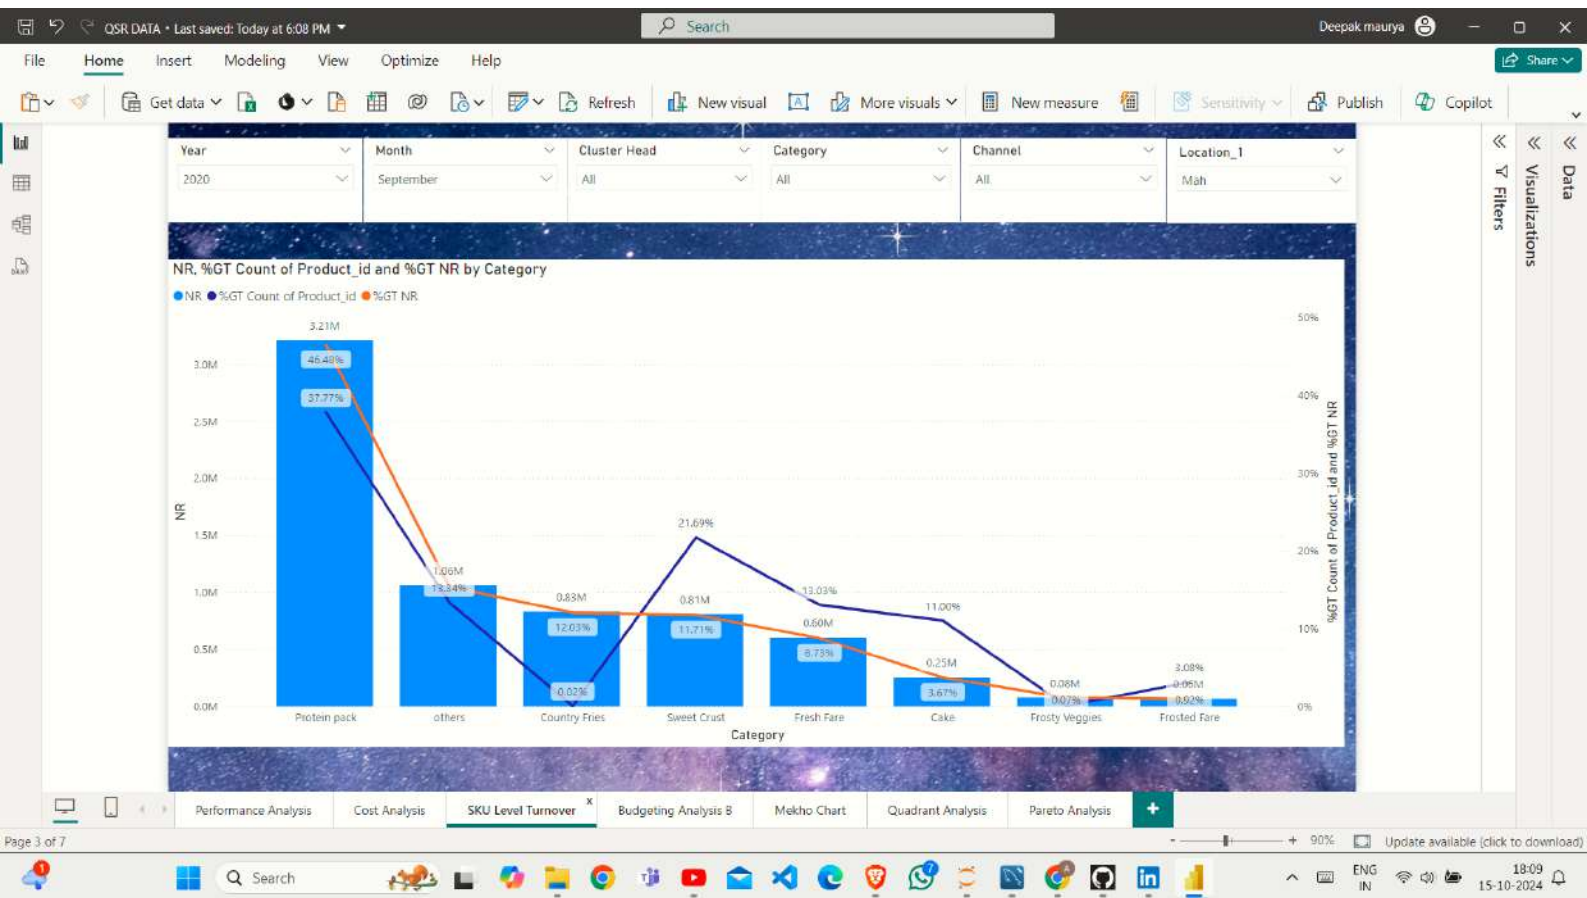 QSR DATA • Last saved: Today at 6:08 PM
Search
Deepak maurya
File Home Insert Modeling View Optimize Help
Share
Get data
Refresh
New visual
More visuals
New measure
Sensitivity
Publish
Copilot
Year Month Cluster Head Category Channel Location_1
2020 September All All All Mah
Filters
Visualizations
Data
NR, %GT Count of Product_id and %GT NR by Category
NR %GT Count of Product_id %GT NR
3.21M
50%
46.48%
3.0M
37.77%
40%
2.5M
2.0M
30%
NR
1.5M
21.69%
20%
1.06M
13.34%
1.0M
0.83M
12.03%
0.81M
11.71%
13.03%
0.60M
8.73%
11.00%
10%
0.5M
0.25M
3.67%
0.02%
0.08M
0.07%
3.08%
0.92%
0.0M
0%
%GT Count of Product_id and %GT NR
Protein pack others Country Fries Sweet Crust Fresh Fare Cake Frosty Veggies Frosted Fare
Category
Performance Analysis Cost Analysis SKU Level Turnover x Budgeting Analysis B Mekho Chart Quadrant Analysis Pareto Analysis +
Page 3 of 7
- + 90%
Update available (click to download)
1
Search
7
ENG
IN
18:09
15-10-2024